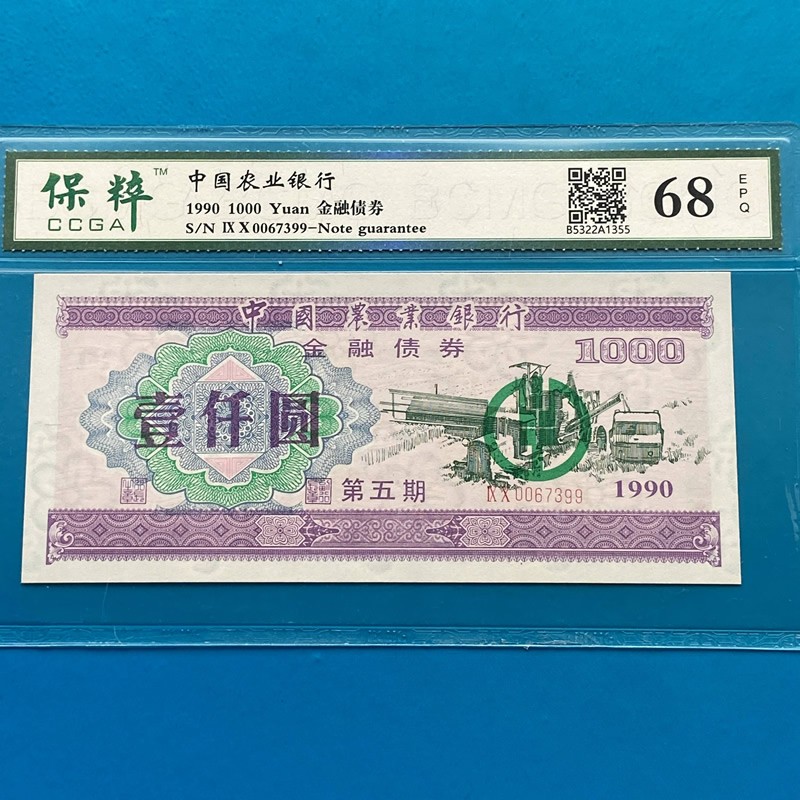 保粹™
CCGA
中国农业银行
1990 1000 Yuan 金融债券
S/N ⅨⅩ0067399-Note guarantee
B5322A1355
68
EPQ
中國農業銀行
金融债券
1000
壹仟圆
第五期
ⅨⅩ0067399
1990